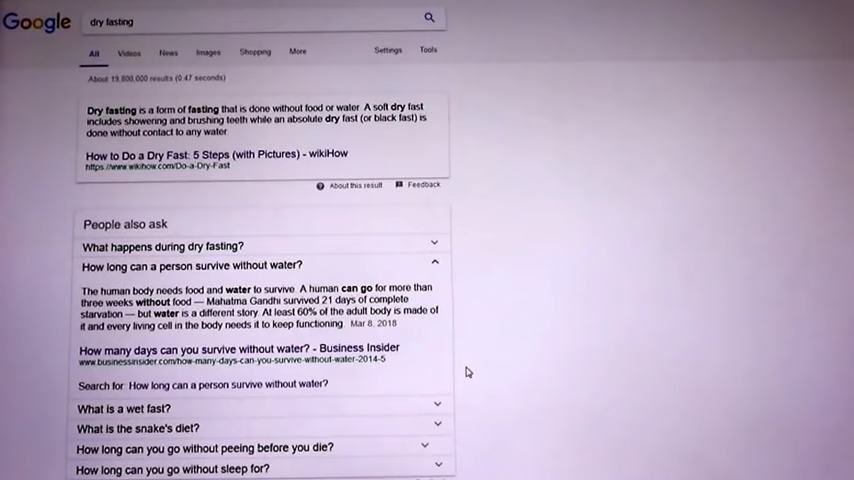 Google dry fasting
All Videos News Images Shopping More Settings Tools
About 19,800,000 results (0.47 seconds)
Dry fasting is a form of fasting that is done without food or water. A soft dry fast
includes showering and brushing teeth while an absolute dry fast (or black fast) is
done without contact to any water.
How to Do a Dry Fast: 5 Steps (with Pictures) - wikiHow
https://www.wikihow.com/Do-a-Dry-Fast
About this result Feedback
People also ask
What happens during dry fasting?
How long can a person survive without water?
The human body needs food and water to survive. A human can go for more than
three weeks without food — Mahatma Gandhi survived 21 days of complete
starvation — but water is a different story. At least 60% of the adult body is made of
it and every living cell in the body needs it to keep functioning. Mar 8, 2018
How many days can you survive without water? - Business Insider
www.businessinsider.com/how-many-days-can-you-survive-without-water-2014-5
Search for: How long can a person survive without water?
What is a wet fast?
What is the snake's diet?
How long can you go without peeing before you die?
How long can you go without sleep for?